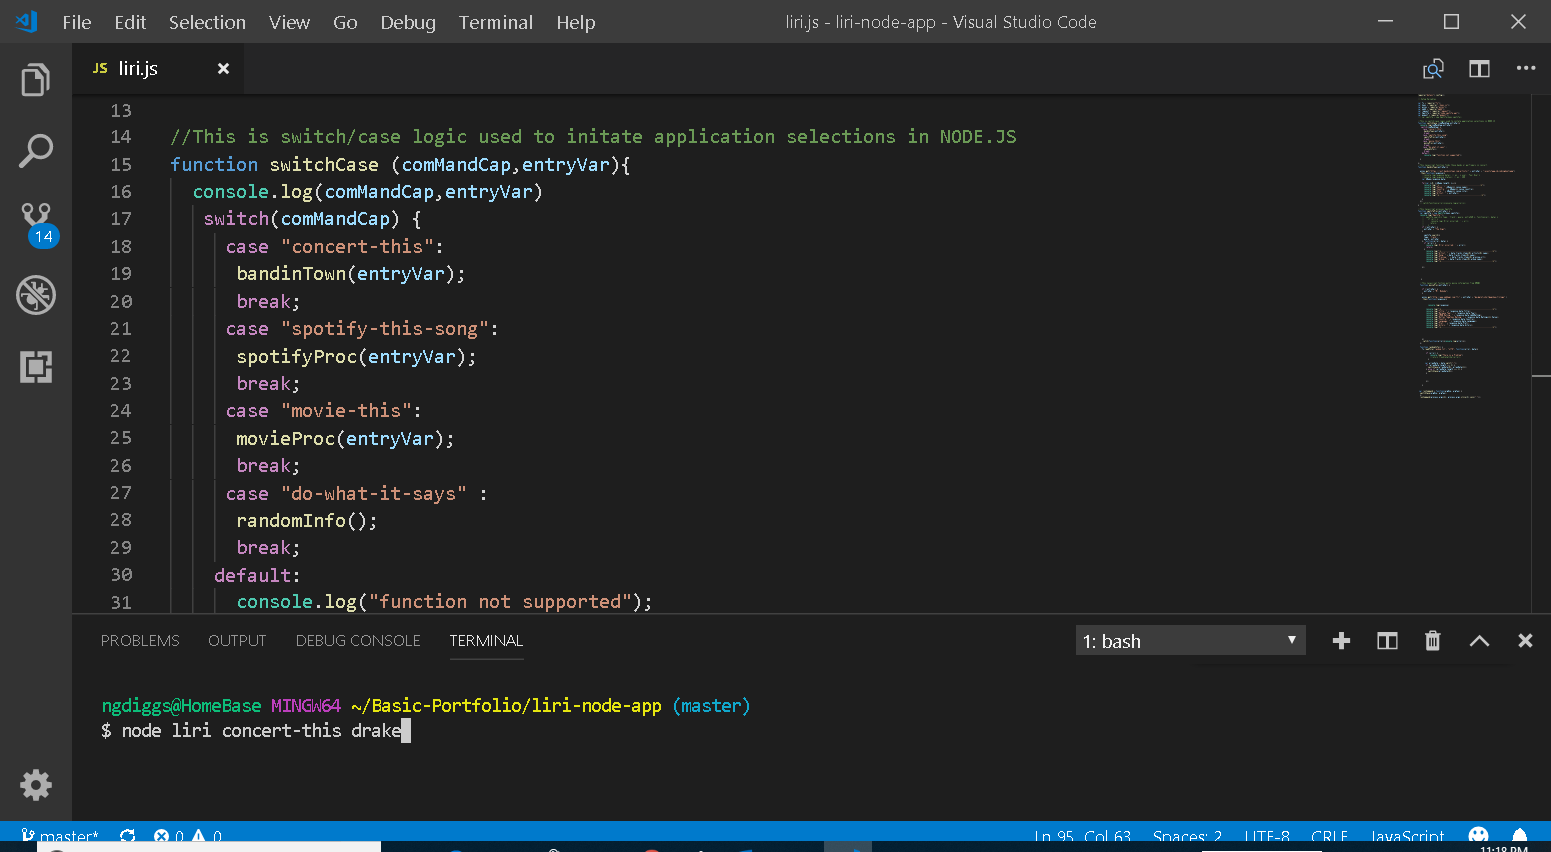 File Edit Selection View Go Debug Terminal Help liri.js - liri-node-app - Visual Studio Code
JS liri.js
13
14 //This is switch/case logic used to initate application selections in NODE.JS
15 function switchCase (comMandCap,entryVar){
16 console.log(comMandCap,entryVar)
17 switch(comMandCap) {
18 case "concert-this":
19 bandinTown(entryVar);
20 break;
21 case "spotify-this-song":
22 spotifyProc(entryVar);
23 break;
24 case "movie-this":
25 movieProc(entryVar);
26 break;
27 case "do-what-it-says" :
28 randomInfo();
29 break;
30 default:
31 console.log("function not supported");
14
PROBLEMS OUTPUT DEBUG CONSOLE TERMINAL 1: bash
ngdiggs@HomeBase MINGW64 ~/Basic-Portfolio/liri-node-app (master)
$ node liri concert-this drake
master* 0 0 Ln 95, Col 63 Spaces: 2 UTF-8 CRLF JavaScript
11:18 PM